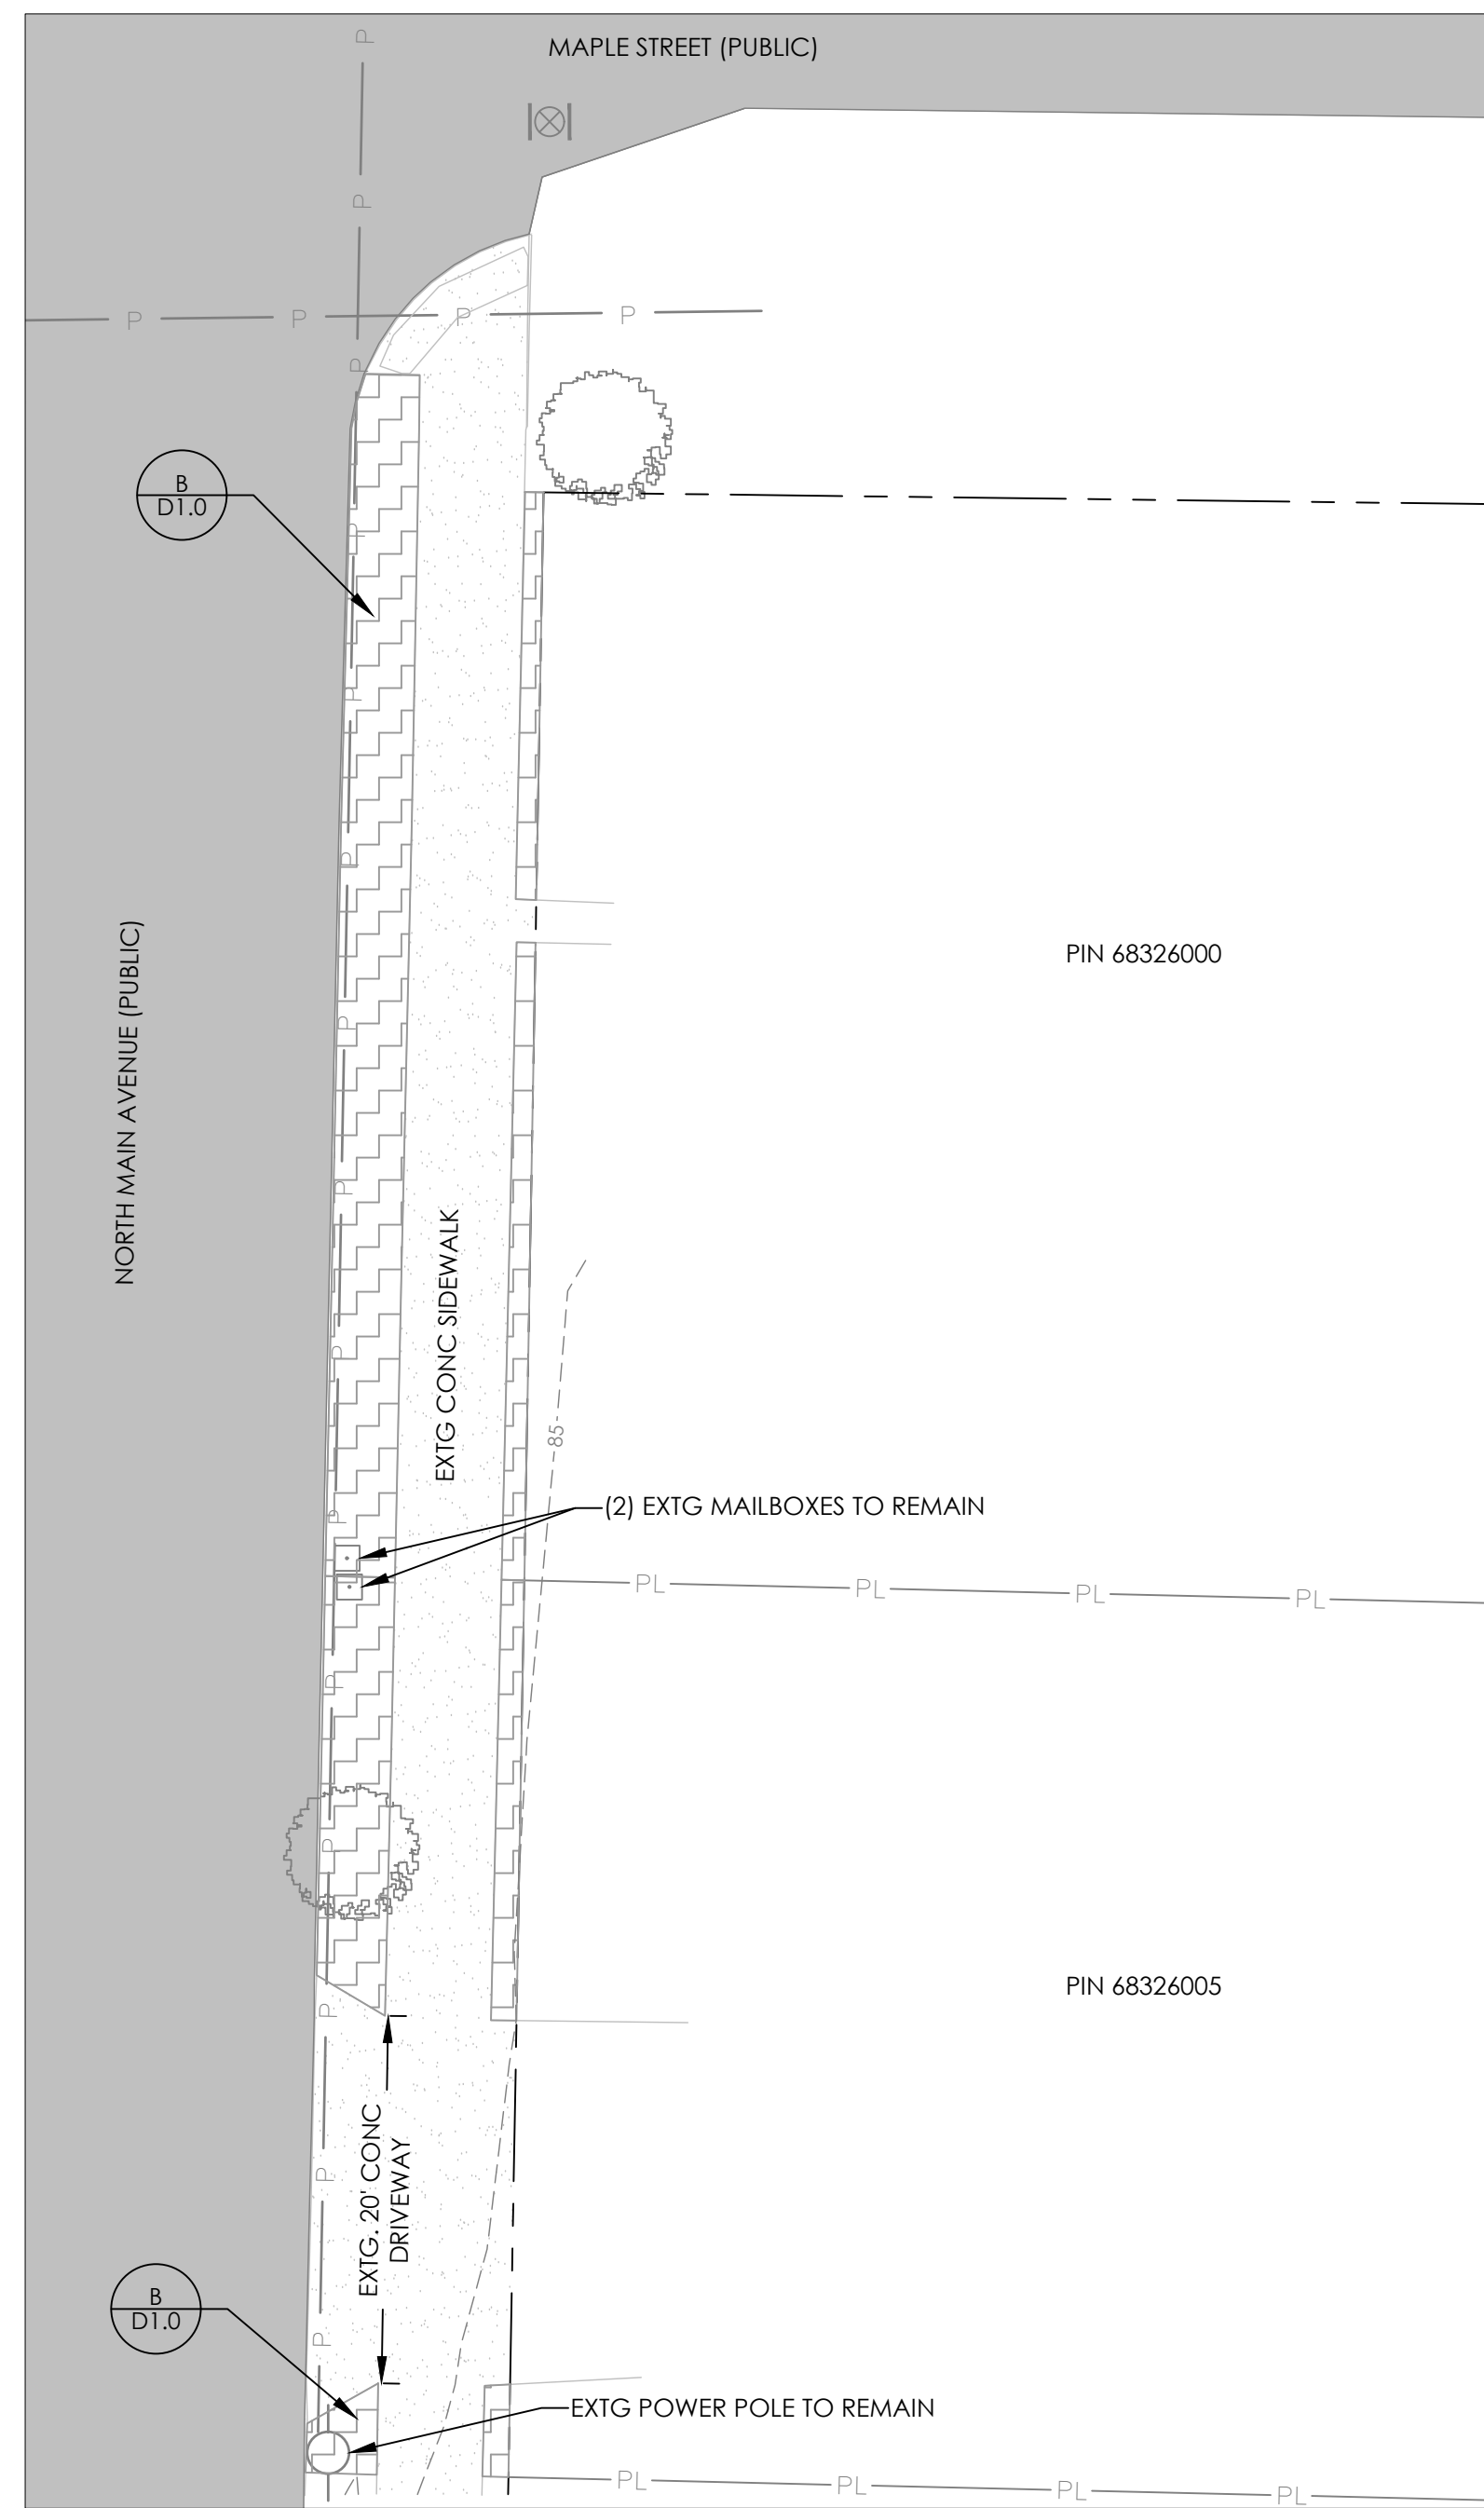 MAPLE STREET (PUBLIC)
P
P
P
P
P
P
P
B
D1.0
P
P
P
PIN 68326000
NORTH MAIN AVENUE (PUBLIC)
P
P
EXTG CONC SIDEWALK
P
85
(2) EXTG MAILBOXES TO REMAIN
P
PL
PL
PL
PL
P
P
PIN 68326005
P
EXTG. 20' CONC
DRIVEWAY
P
B
D1.0
P
EXTG POWER POLE TO REMAIN
PL
PL
PL
PL